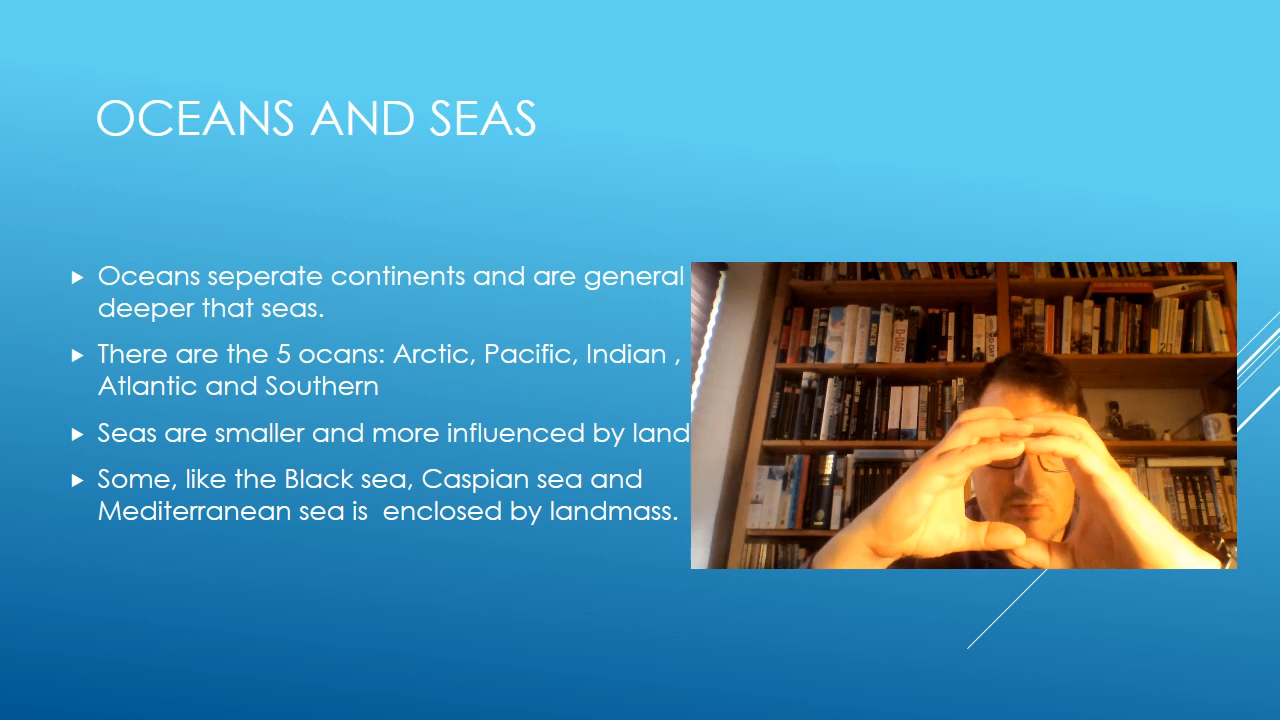 OCEANS AND SEAS
Oceans seperate continents and are general
deeper that seas.
There are the 5 ocans: Arctic, Pacific, Indian ,
Atlantic and Southern
Seas are smaller and more influenced by land
Some, like the Black sea, Caspian sea and
Mediterranean sea is  enclosed by landmass.
D-DAG